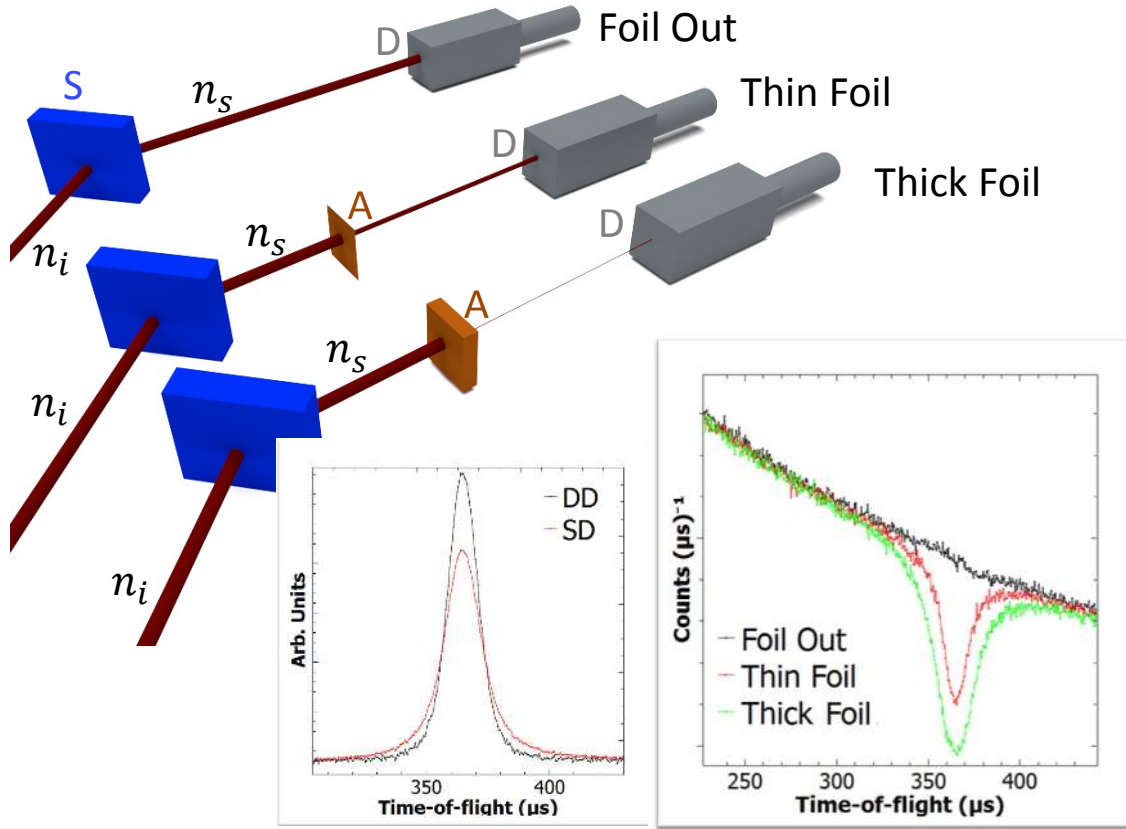 Foil Out
D
S
n_s
Thin Foil
D
n_i
A
n_s
Thick Foil
D
A
n_s
n_i
n_i
DD
SD
Arb. Units
350
400
Time-of-flight (μs)
Counts (μs)⁻¹
Foil Out
Thin Foil
Thick Foil
250
300
350
400
Time-of-flight (μs)